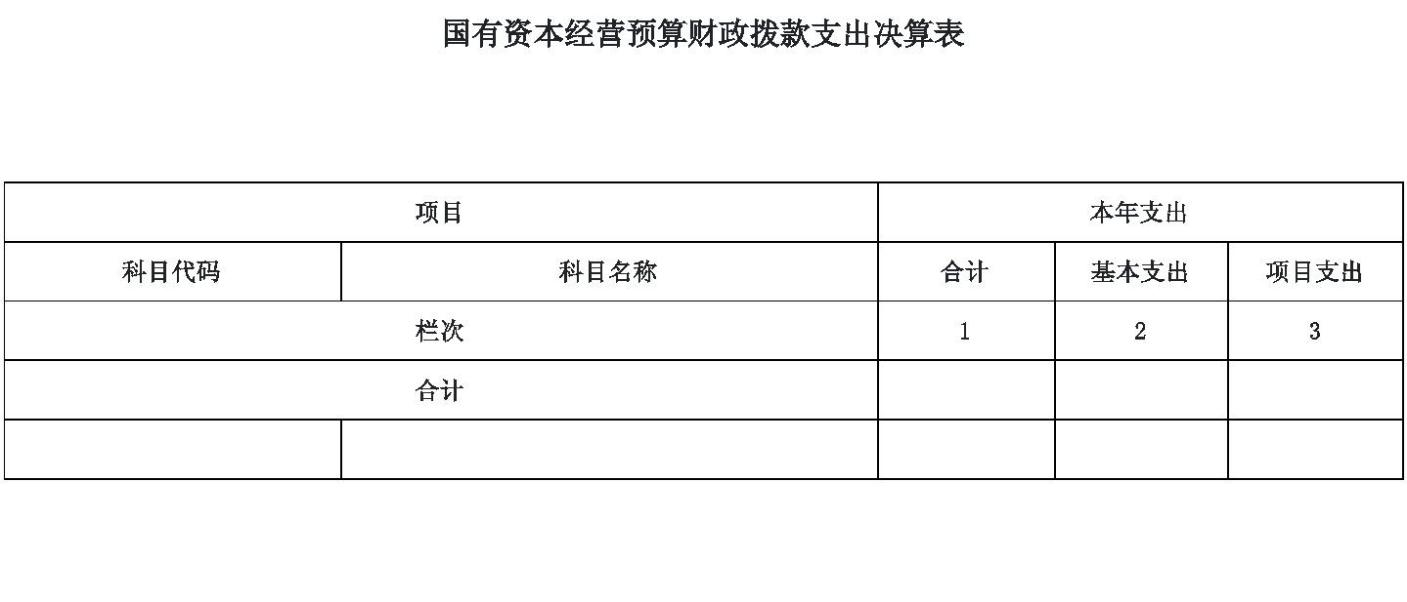 国有资本经营预算财政拨款支出决算表
项目 本年支出
科目代码 科目名称 合计 基本支出 项目支出
栏次 1 2 3
合计